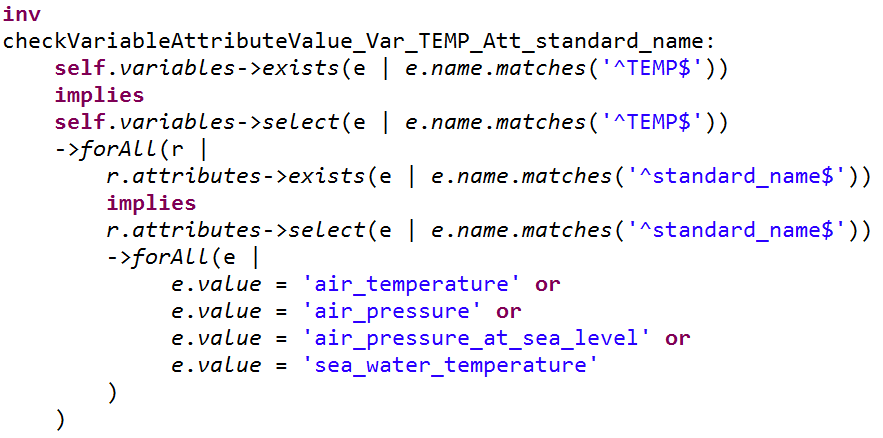 inv
checkVariableAttributeValue_Var_TEMP_Att_standard_name:
    self.variables->exists(e | e.name.matches('^TEMP$'))
    implies
    self.variables->select(e | e.name.matches('^TEMP$'))
    ->forAll(r |
        r.attributes->exists(e | e.name.matches('^standard_name$'))
        implies
        r.attributes->select(e | e.name.matches('^standard_name$'))
        ->forAll(e |
             e.value = 'air_temperature' or
             e.value = 'air_pressure' or
             e.value = 'air_pressure_at_sea_level' or
             e.value = 'sea_water_temperature'
        )
    )